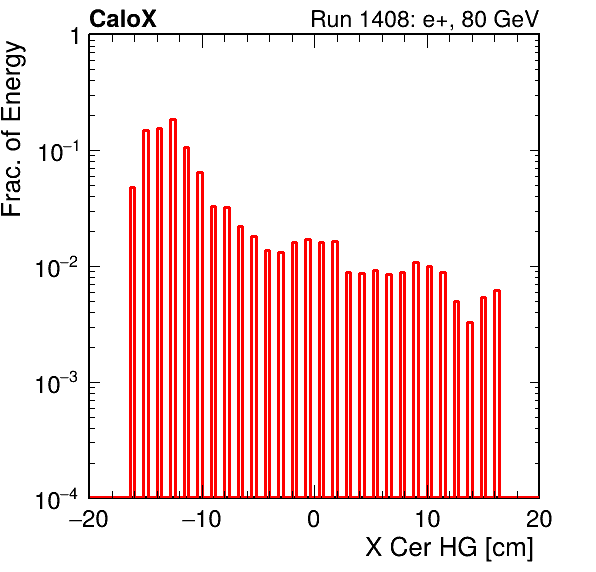 CaloX
Run 1408: e+, 80 GeV
Frac. of Energy
1
10⁻¹
10⁻²
10⁻³
10⁻⁴
−20
−10
0
10
20
X Cer HG [cm]